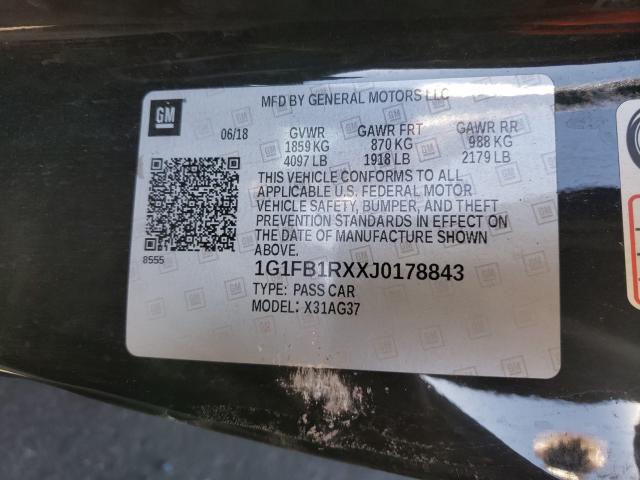 MFD BY GENERAL MOTORS LLC
GM
06/18 GVWR GAWR FRT GAWR RR
1859 KG 870 KG 988 KG
4097 LB 1918 LB 2179 LB
THIS VEHICLE CONFORMS TO ALL
APPLICABLE U.S. FEDERAL MOTOR
VEHICLE SAFETY, BUMPER, AND THEFT
PREVENTION STANDARDS IN EFFECT ON
THE DATE OF MANUFACTURE SHOWN
ABOVE.
8555
1G1FB1RXXJ0178843
TYPE: PASS CAR
MODEL: X31AG37